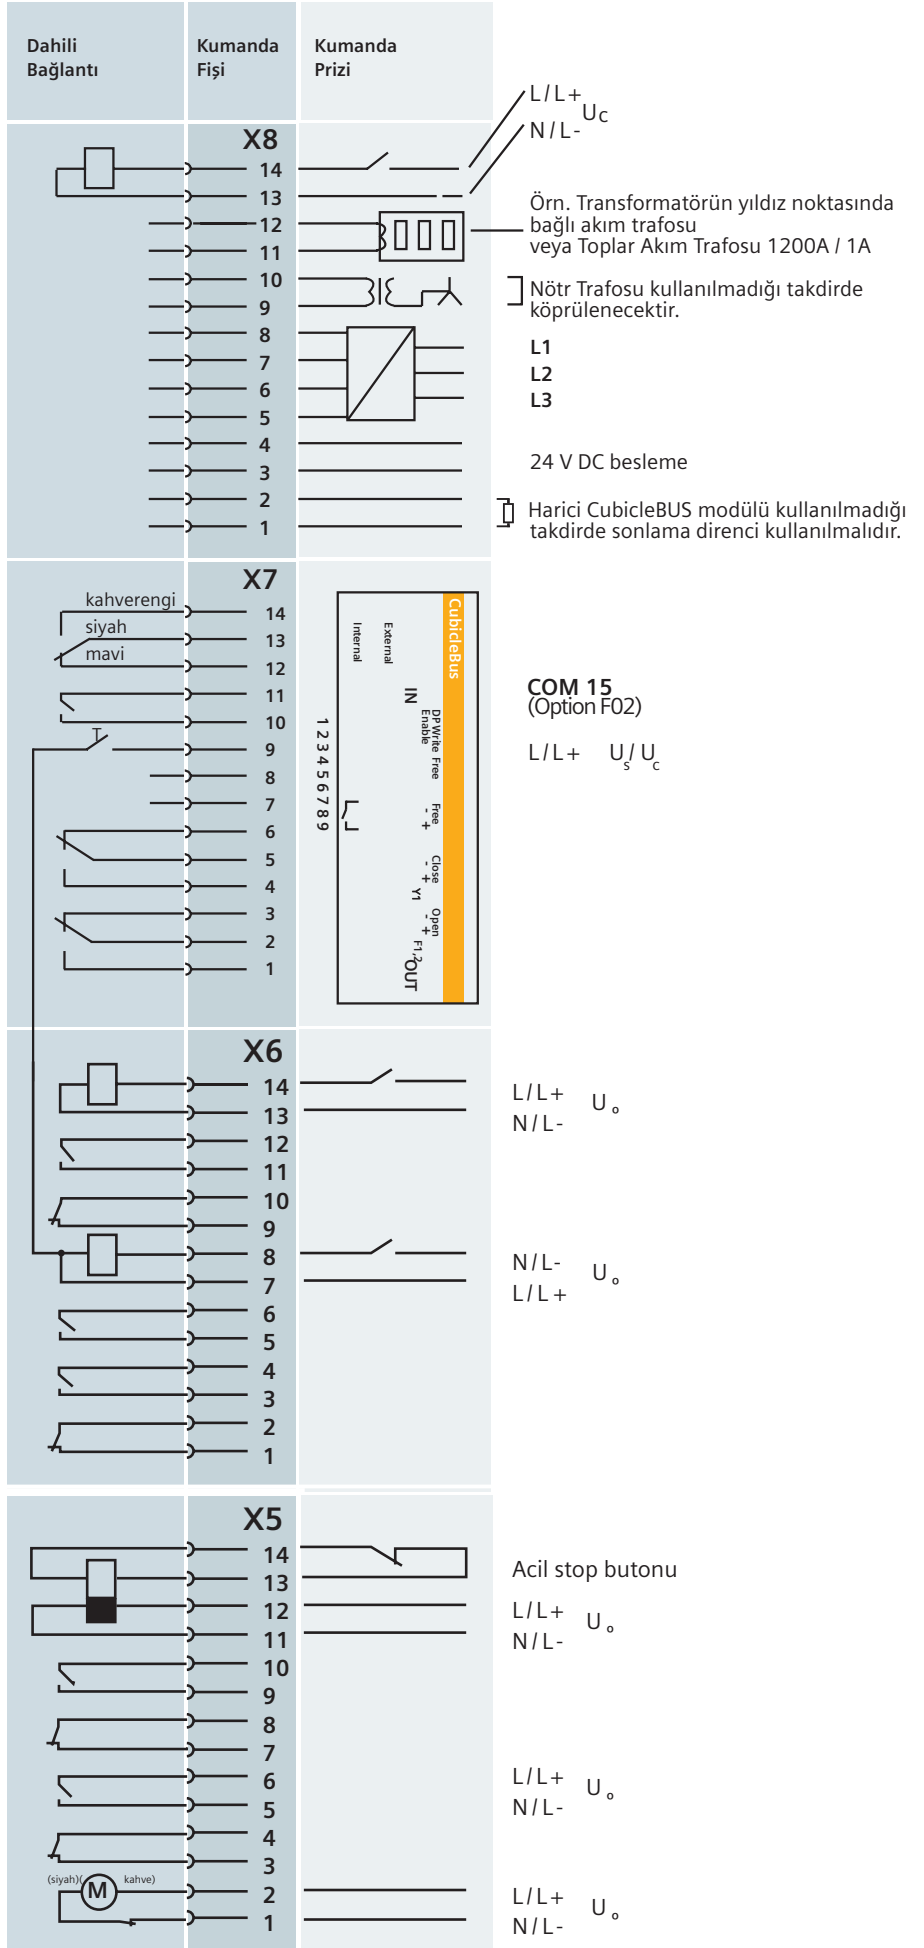 Dahili
Bağlantı
Kumanda
Fişi
Kumanda
Prizi
L/L+
Uc
N/L-
X8
14
13
12
11
10
9
8
7
6
5
4
3
2
1
Örn. Transformatörün yıldız noktasında
bağlı akım trafosu
veya Toplar Akım Trafosu 1200A / 1A
Nötr Trafosu kullanılmadığı takdirde
köprülenecektir.
L1
L2
L3
24 V DC besleme
Harici CubicleBUS modülü kullanılmadığı
takdirde sonlama direnci kullanılmalıdır.
X7
kahverengi
siyah
mavi
T
14
13
12
11
10
9
8
7
6
5
4
3
2
1
CubicleBus
External
Internal
IN
DPWrite Free
Enable
Free
- +
Close
- +
Y1
Open
- +
F1,2
OUT
1 2 3 4 5 6 7 8 9
COM 15
(Option F02)
L/L+ Us/Uc
X6
14
13
12
11
10
9
8
7
6
5
4
3
2
1
L/L+
N/L-
Uo
N/L-
L/L+
Uo
X5
14
13
12
11
10
9
8
7
6
5
4
3
2
1
Acil stop butonu
L/L+
N/L-
Uo
L/L+
N/L-
Uo
(siyah)(
M
kahve)
L/L+
N/L-
Uo